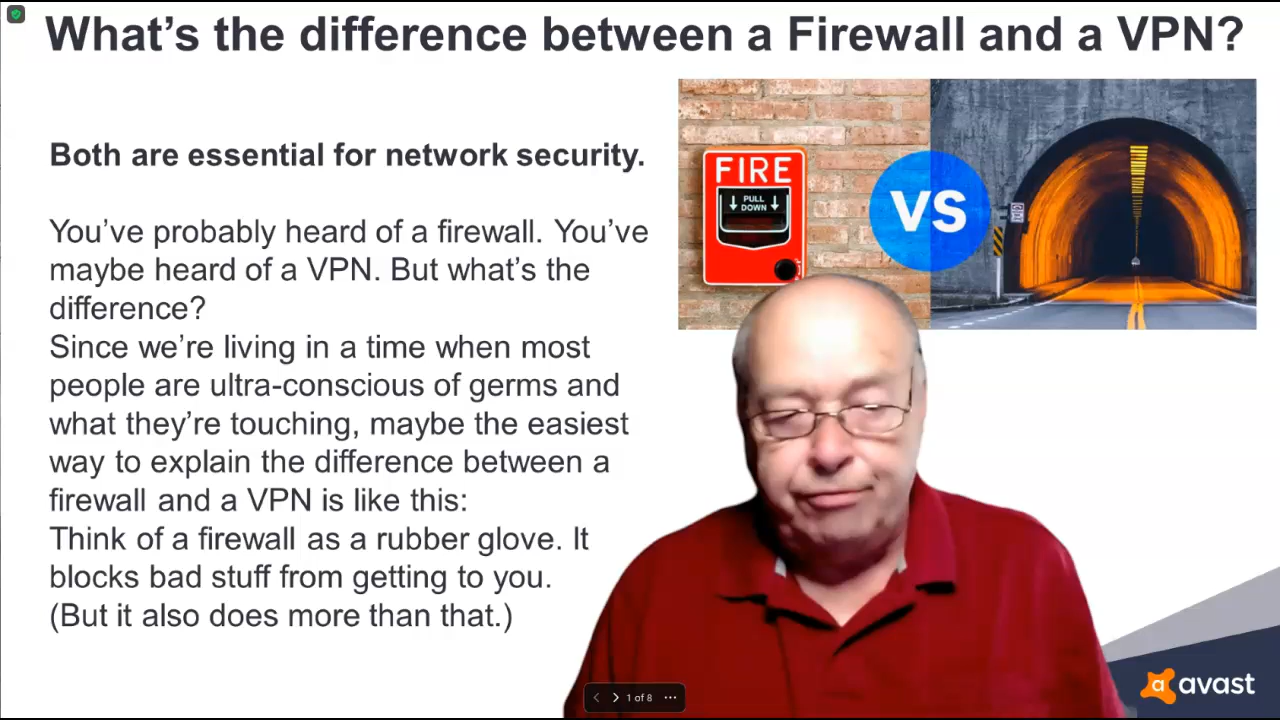 What's the difference between a Firewall and a VPN?
Both are essential for network security.
You've probably heard of a firewall. You've
maybe heard of a VPN. But what's the
difference?
Since we're living in a time when most
people are ultra-conscious of germs and
what they're touching, maybe the easiest
way to explain the difference between a
firewall and a VPN is like this:
Think of a firewall as a rubber glove. It
blocks bad stuff from getting to you.
(But it also does more than that.)
FIRE
PULL
DOWN
VS
1 of 8
avast